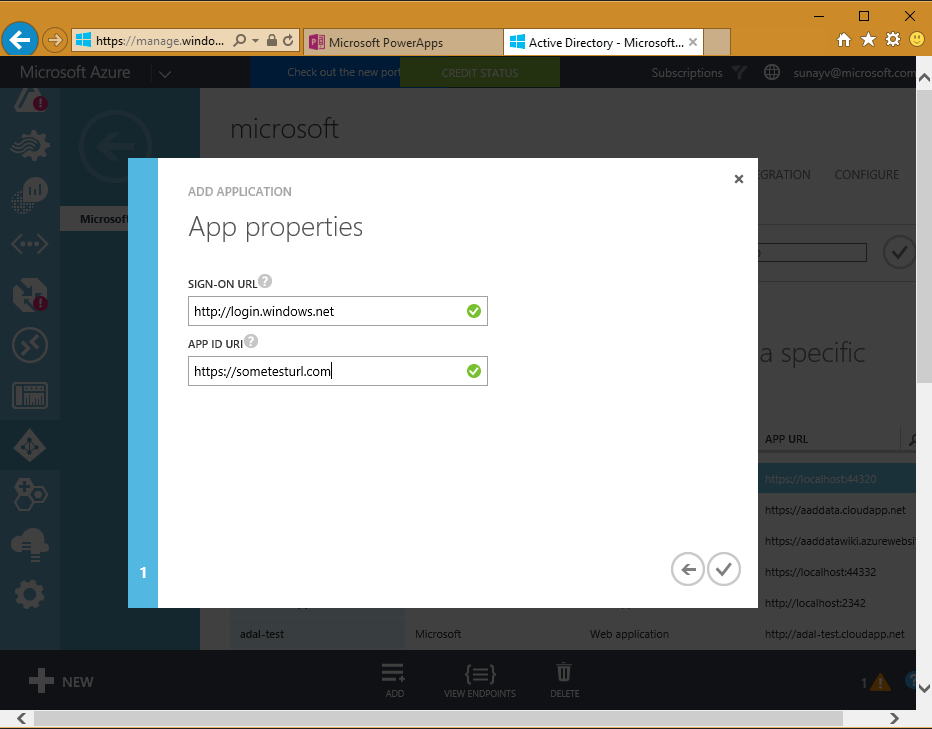 https://manage.windo...
Microsoft PowerApps
Active Directory - Microsoft...
Microsoft Azure
Check out the new port
CREDIT STATUS
Subscriptions
sunayv@microsoft.com
microsoft
EGRATION
CONFIGURE
Microsoft
ADD APPLICATION
App properties
SIGN-ON URL
http://login.windows.net
APP ID URI
https://sometesturl.com
a specific
APP URL
https://localhost:44320
https://aaddata.cloudapp.net
https://aaddatawiki.azurewebsi
https://localhost:44332
http://localhost:2342
1
adal-test
Microsoft
Web application
http://adal-test.cloudapp.net
NEW
ADD
VIEW ENDPOINTS
DELETE
1